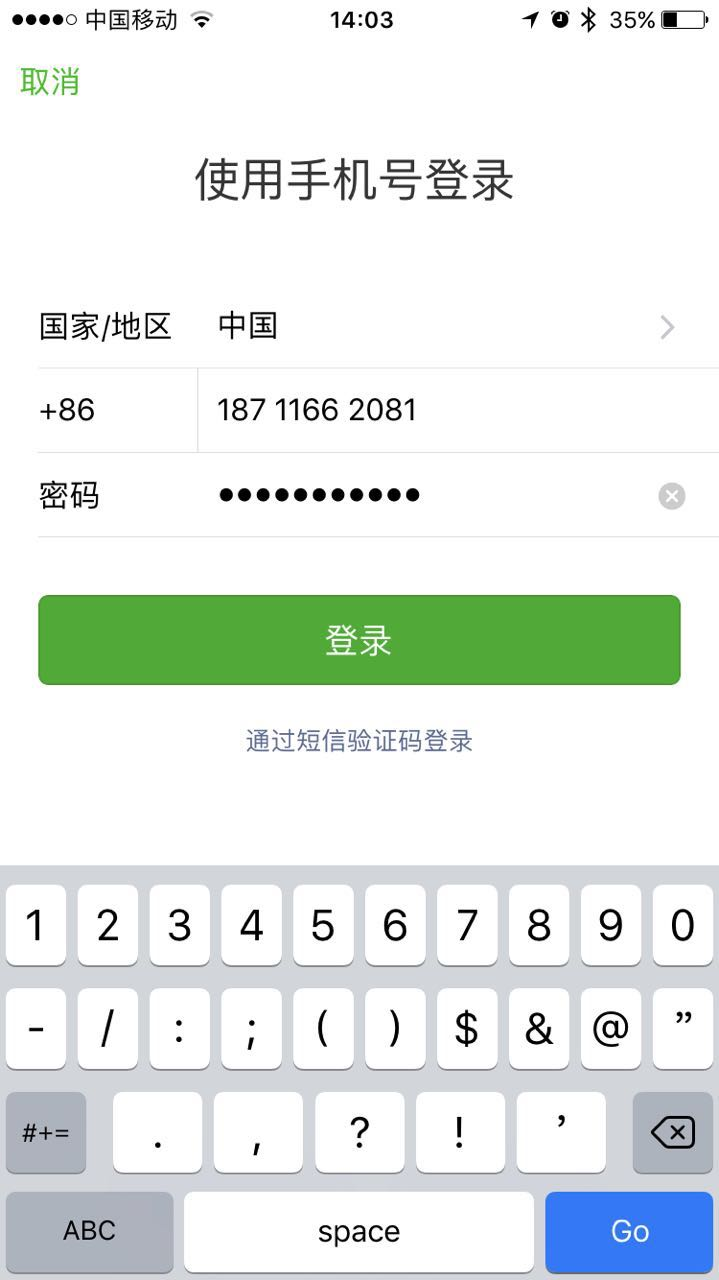 中国移动 14:03 35%
取消
使用手机号登录
国家/地区 中国
+86 187 1166 2081
密码 ●●●●●●●●●●●
登录
通过短信验证码登录
1 2 3 4 5 6 7 8 9 0
- / : ; ( ) $ & @ ”
#+= . , ? ! ’
ABC space Go